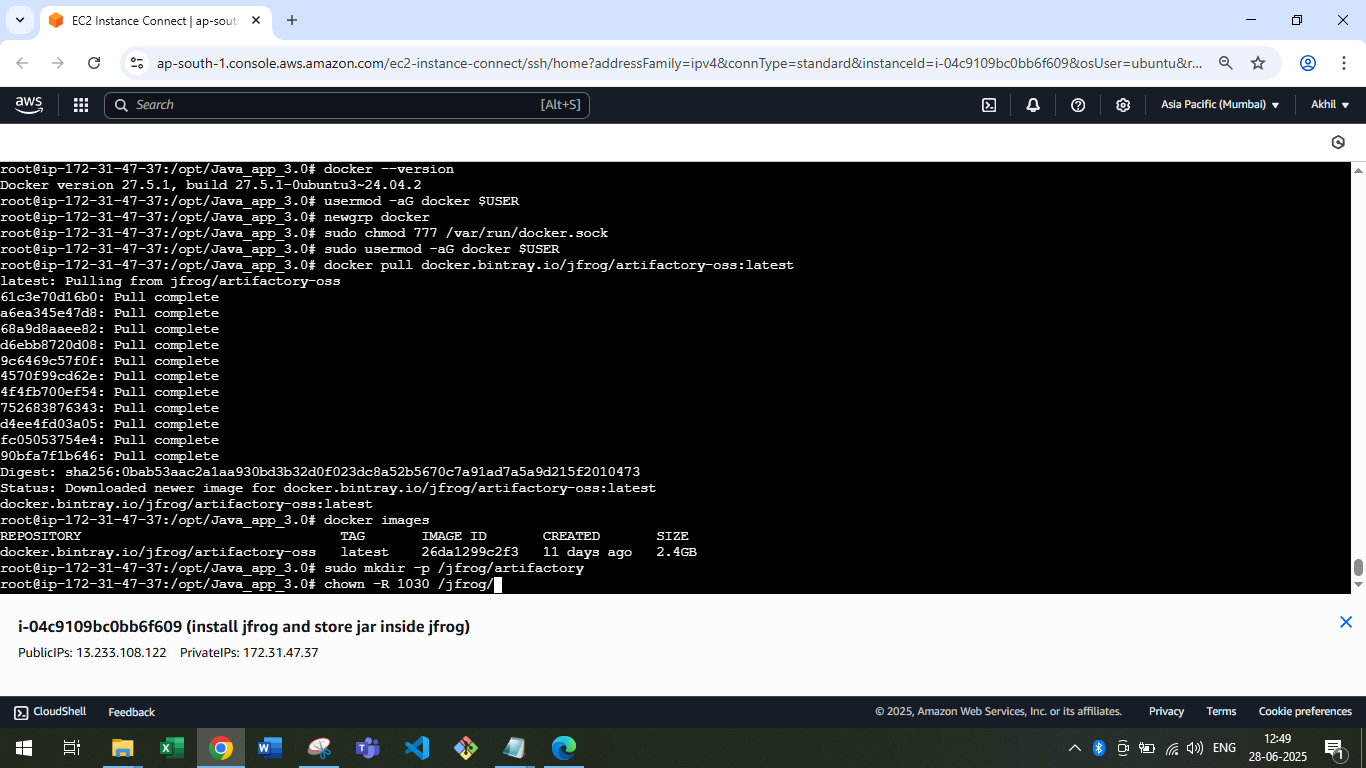 EC2 Instance Connect | ap-sout
ap-south-1.console.aws.amazon.com/ec2-instance-connect/ssh/home?addressFamily=ipv4&connType=standard&instanceId=i-04c9109bc0bb6f609&osUser=ubuntu&r...
aws
Search [Alt+S]
Asia Pacific (Mumbai)
Akhil
root@ip-172-31-47-37:/opt/Java_app_3.0# docker --version
Docker version 27.5.1, build 27.5.1-0ubuntu3~24.04.2
root@ip-172-31-47-37:/opt/Java_app_3.0# usermod -aG docker $USER
root@ip-172-31-47-37:/opt/Java_app_3.0# newgrp docker
root@ip-172-31-47-37:/opt/Java_app_3.0# sudo chmod 777 /var/run/docker.sock
root@ip-172-31-47-37:/opt/Java_app_3.0# sudo usermod -aG docker $USER
root@ip-172-31-47-37:/opt/Java_app_3.0# docker pull docker.bintray.io/jfrog/artifactory-oss:latest
latest: Pulling from jfrog/artifactory-oss
61c3e70d16b0: Pull complete
a6ea345e47d8: Pull complete
68a9d8aaee82: Pull complete
d6ebb8720d08: Pull complete
9c6469c57f0f: Pull complete
4570f99cd62e: Pull complete
4f4fb700ef54: Pull complete
752683876343: Pull complete
d4ee4fd03a05: Pull complete
fc05053754e4: Pull complete
90bfa7f1b646: Pull complete
Digest: sha256:0bab53aac2a1aa930bd3b32d0f023dc8a52b5670c7a91ad7a5a9d215f2010473
Status: Downloaded newer image for docker.bintray.io/jfrog/artifactory-oss:latest
docker.bintray.io/jfrog/artifactory-oss:latest
root@ip-172-31-47-37:/opt/Java_app_3.0# docker images
REPOSITORY TAG IMAGE ID CREATED SIZE
docker.bintray.io/jfrog/artifactory-oss latest 26da1299c2f3 11 days ago 2.4GB
root@ip-172-31-47-37:/opt/Java_app_3.0# sudo mkdir -p /jfrog/artifactory
root@ip-172-31-47-37:/opt/Java_app_3.0# chown -R 1030 /jfrog/
i-04c9109bc0bb6f609 (install jfrog and store jar inside jfrog)
PublicIPs: 13.233.108.122 PrivateIPs: 172.31.47.37
CloudShell Feedback © 2025, Amazon Web Services, Inc. or its affiliates. Privacy Terms Cookie preferences
ENG
12:49
28-06-2025
1